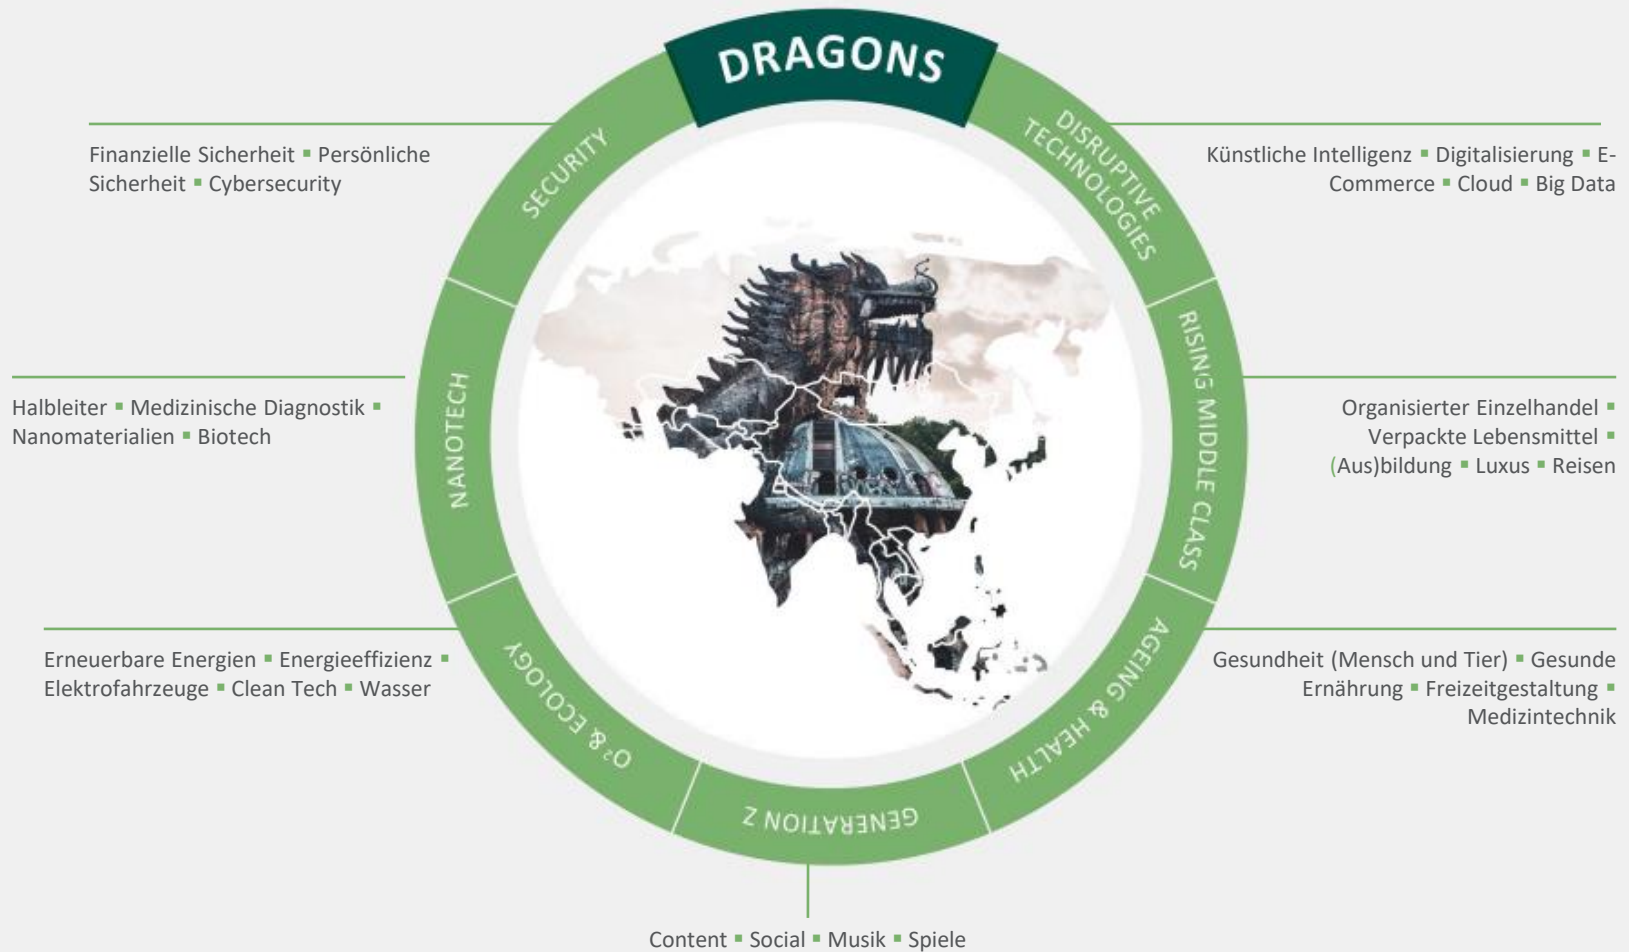 DRAGONS
DISRUPTIVE
TECHNOLOGIES
Künstliche Intelligenz ▪ Digitalisierung ▪ E-
Commerce ▪ Cloud ▪ Big Data
RISING MIDDLE CLASS
Organisierter Einzelhandel ▪
Verpackte Lebensmittel ▪
(Aus)bildung ▪ Luxus ▪ Reisen
AGEING & HEALTH
Gesundheit (Mensch und Tier) ▪ Gesunde
Ernährung ▪ Freizeitgestaltung ▪
Medizintechnik
GENERATION Z
Content ▪ Social ▪ Musik ▪ Spiele
O² & ECOLOGY
Erneuerbare Energien ▪ Energieeffizienz ▪
Elektrofahrzeuge ▪ Clean Tech ▪ Wasser
NANOTECH
Halbleiter ▪ Medizinische Diagnostik ▪
Nanomaterialien ▪ Biotech
SECURITY
Finanzielle Sicherheit ▪ Persönliche
Sicherheit ▪ Cybersecurity